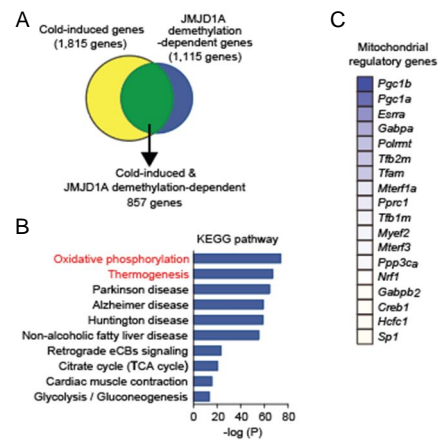 A
Cold-induced genes
(1,815 genes)
JMJD1A
demethylation
-dependent genes
(1,115 genes)
Cold-induced &
JMJD1A demethylation-dependent
857 genes
B
KEGG pathway
Oxidative phosphorylation
Thermogenesis
Parkinson disease
Alzheimer disease
Huntington disease
Non-alcoholic fatty liver disease
Retrograde eCBs signaling
Citrate cycle (TCA cycle)
Cardiac muscle contraction
Glycolysis / Gluconeogenesis
0 20 40 60 80
-log (P)
C
Mitochondrial
regulatory genes
Pgc1b
Pgc1a
Esrra
Gabpa
Polrmt
Tfb2m
Tfam
Mterf1a
Pprc1
Tfb1m
Myef2
Mterf3
Ppp3ca
Nrf1
Gabpb2
Creb1
Hcfc1
Sp1